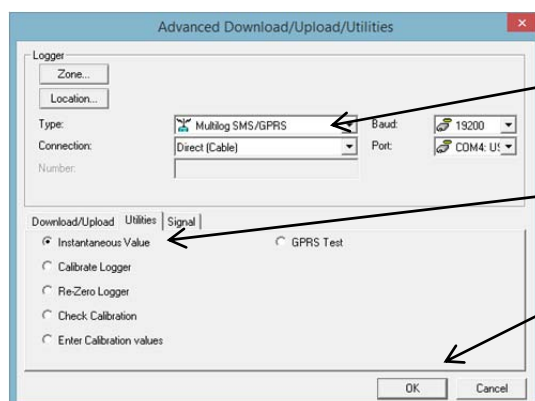 Advanced Download/Upload/Utilities
Logger
Zone...
Location...
Type: Multilog SMS/GPRS Baud: 19200
Connection: Direct (Cable) Port: COM4: U
Number:
Download/Upload Utilities Signal
Instantaneous Value GPRS Test
Calibrate Logger
Re-Zero Logger
Check Calibration
Enter Calibration values
OK Cancel